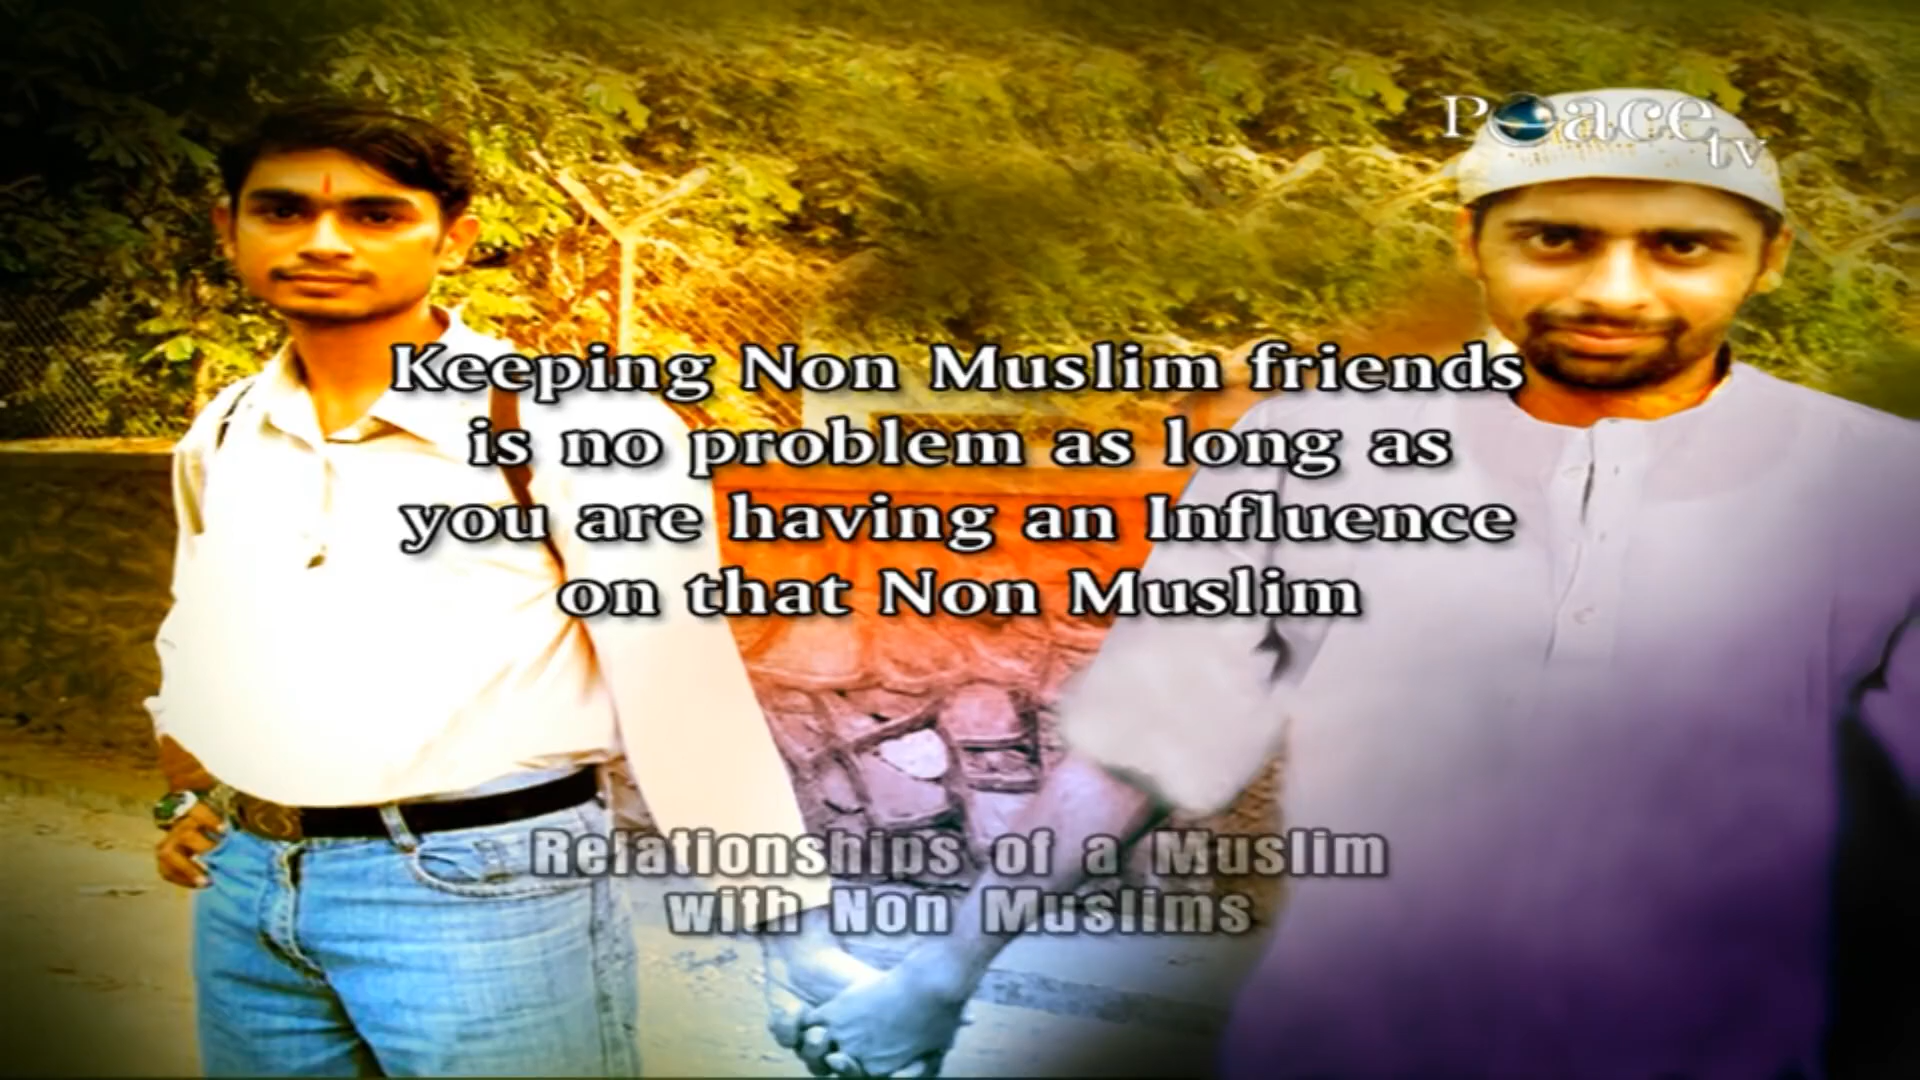 Peace tv
Keeping Non Muslim friends
is no problem as long as
you are having an Influence
on that Non Muslim
Relationships of a Muslim
with Non Muslims